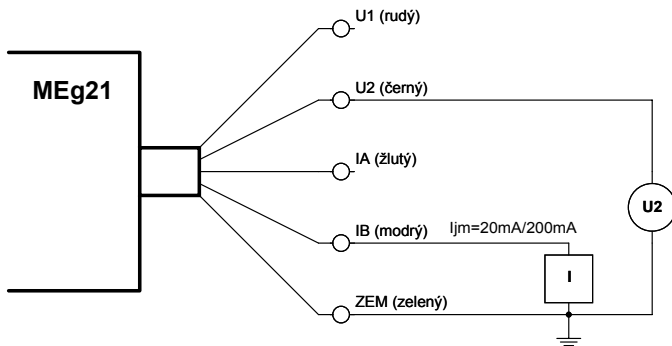 U1 (rudý)
MEg21
U2 (černý)
IA (žlutý)
U2
IB (modrý)
Ijm=20mA/200mA
I
ZEM (zelený)